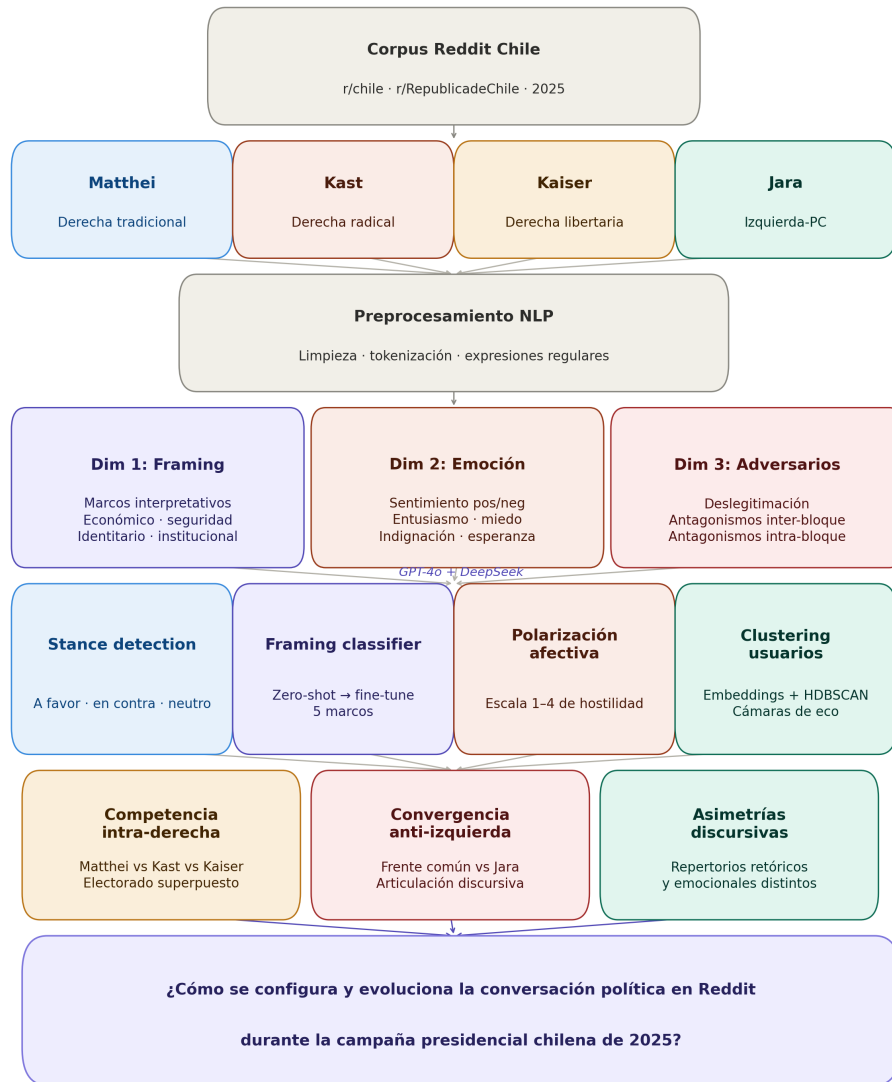 Corpus Reddit Chile
r/chile · r/RepublicadeChile · 2025
Matthei
Derecha tradicional
Kast
Derecha radical
Kaiser
Derecha libertaria
Jara
Izquierda-PC
Preprocesamiento NLP
Limpieza · tokenización · expresiones regulares
Dim 1: Framing
Marcos interpretativos
Económico · seguridad
Identitario · institucional
Dim 2: Emoción
Sentimiento pos/neg
Entusiasmo · miedo
Indignación · esperanza
Dim 3: Adversarios
Deslegitimación
Antagonismos inter-bloque
Antagonismos intra-bloque
GPT-4o + DeepSeek
Stance detection
A favor · en contra · neutro
Framing classifier
Zero-shot → fine-tune
5 marcos
Polarización
afectiva
Escala 1–4 de hostilidad
Clustering
usuarios
Embeddings + HDBSCAN
Cámaras de eco
Competencia
intra-derecha
Matthei vs Kast vs Kaiser
Electorado superpuesto
Convergencia
anti-izquierda
Frente común vs Jara
Articulación discursiva
Asimetrías
discursivas
Repertorios retóricos
y emocionales distintos
¿Cómo se configura y evoluciona la conversación política en Reddit
durante la campaña presidencial chilena de 2025?